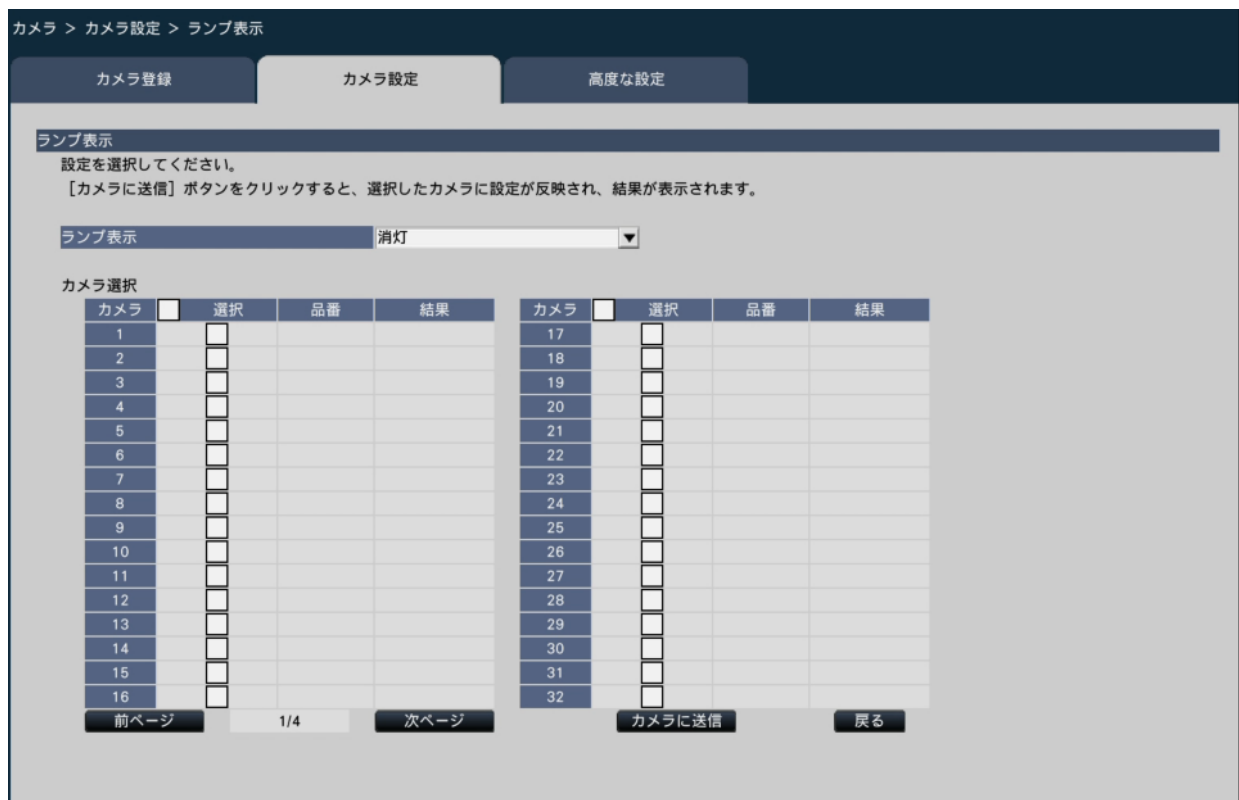 カメラ > カメラ設定 > ランプ表示
カメラ登録 カメラ設定 高度な設定
ランプ表示
設定を選択してください。
［カメラに送信］ボタンをクリックすると、選択したカメラに設定が反映され、結果が表示されます。
ランプ表示 消灯
カメラ選択
カメラ 選択 品番 結果 カメラ 選択 品番 結果
1 17
2 18
3 19
4 20
5 21
6 22
7 23
8 24
9 25
10 26
11 27
12 28
13 29
14 30
15 31
16 32
前ページ 1/4 次ページ カメラに送信 戻る